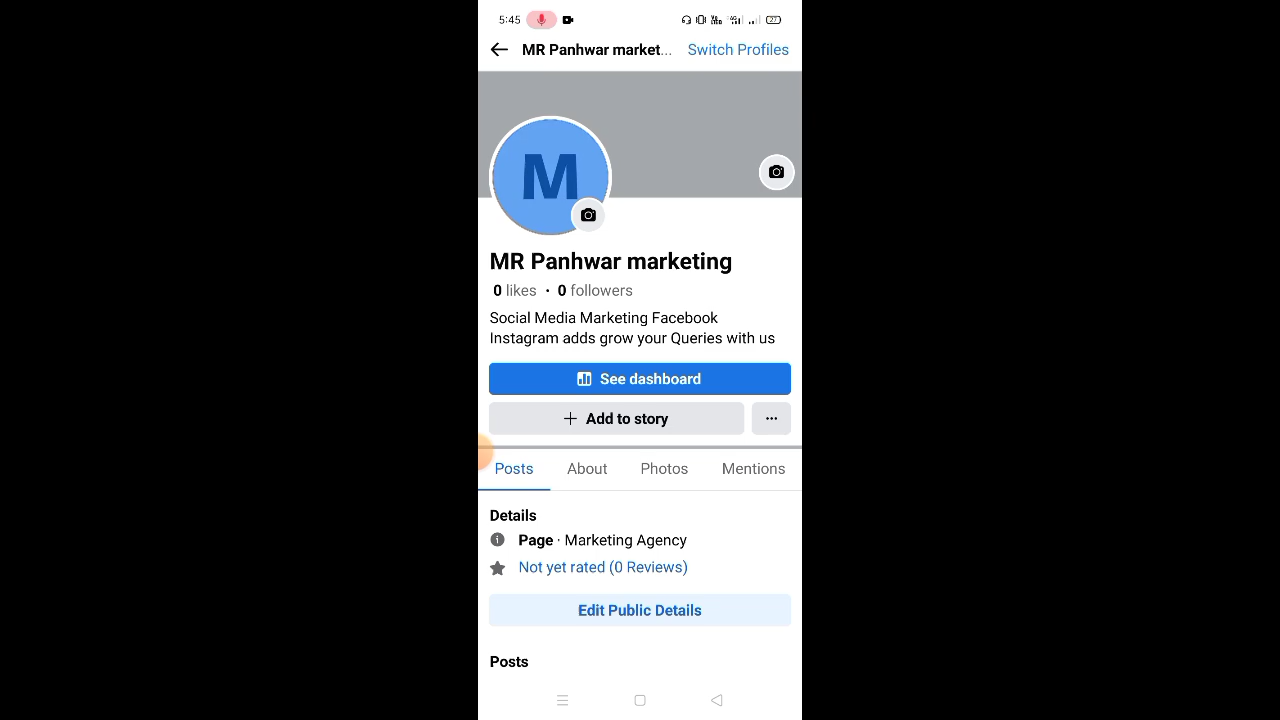 5:45 27
MR Panhwar market... Switch Profiles
M
MR Panhwar marketing
0 likes • 0 followers
Social Media Marketing Facebook
Instagram adds grow your Queries with us
See dashboard
+ Add to story ...
Posts About Photos Mentions
Details
Page · Marketing Agency
Not yet rated (0 Reviews)
Edit Public Details
Posts